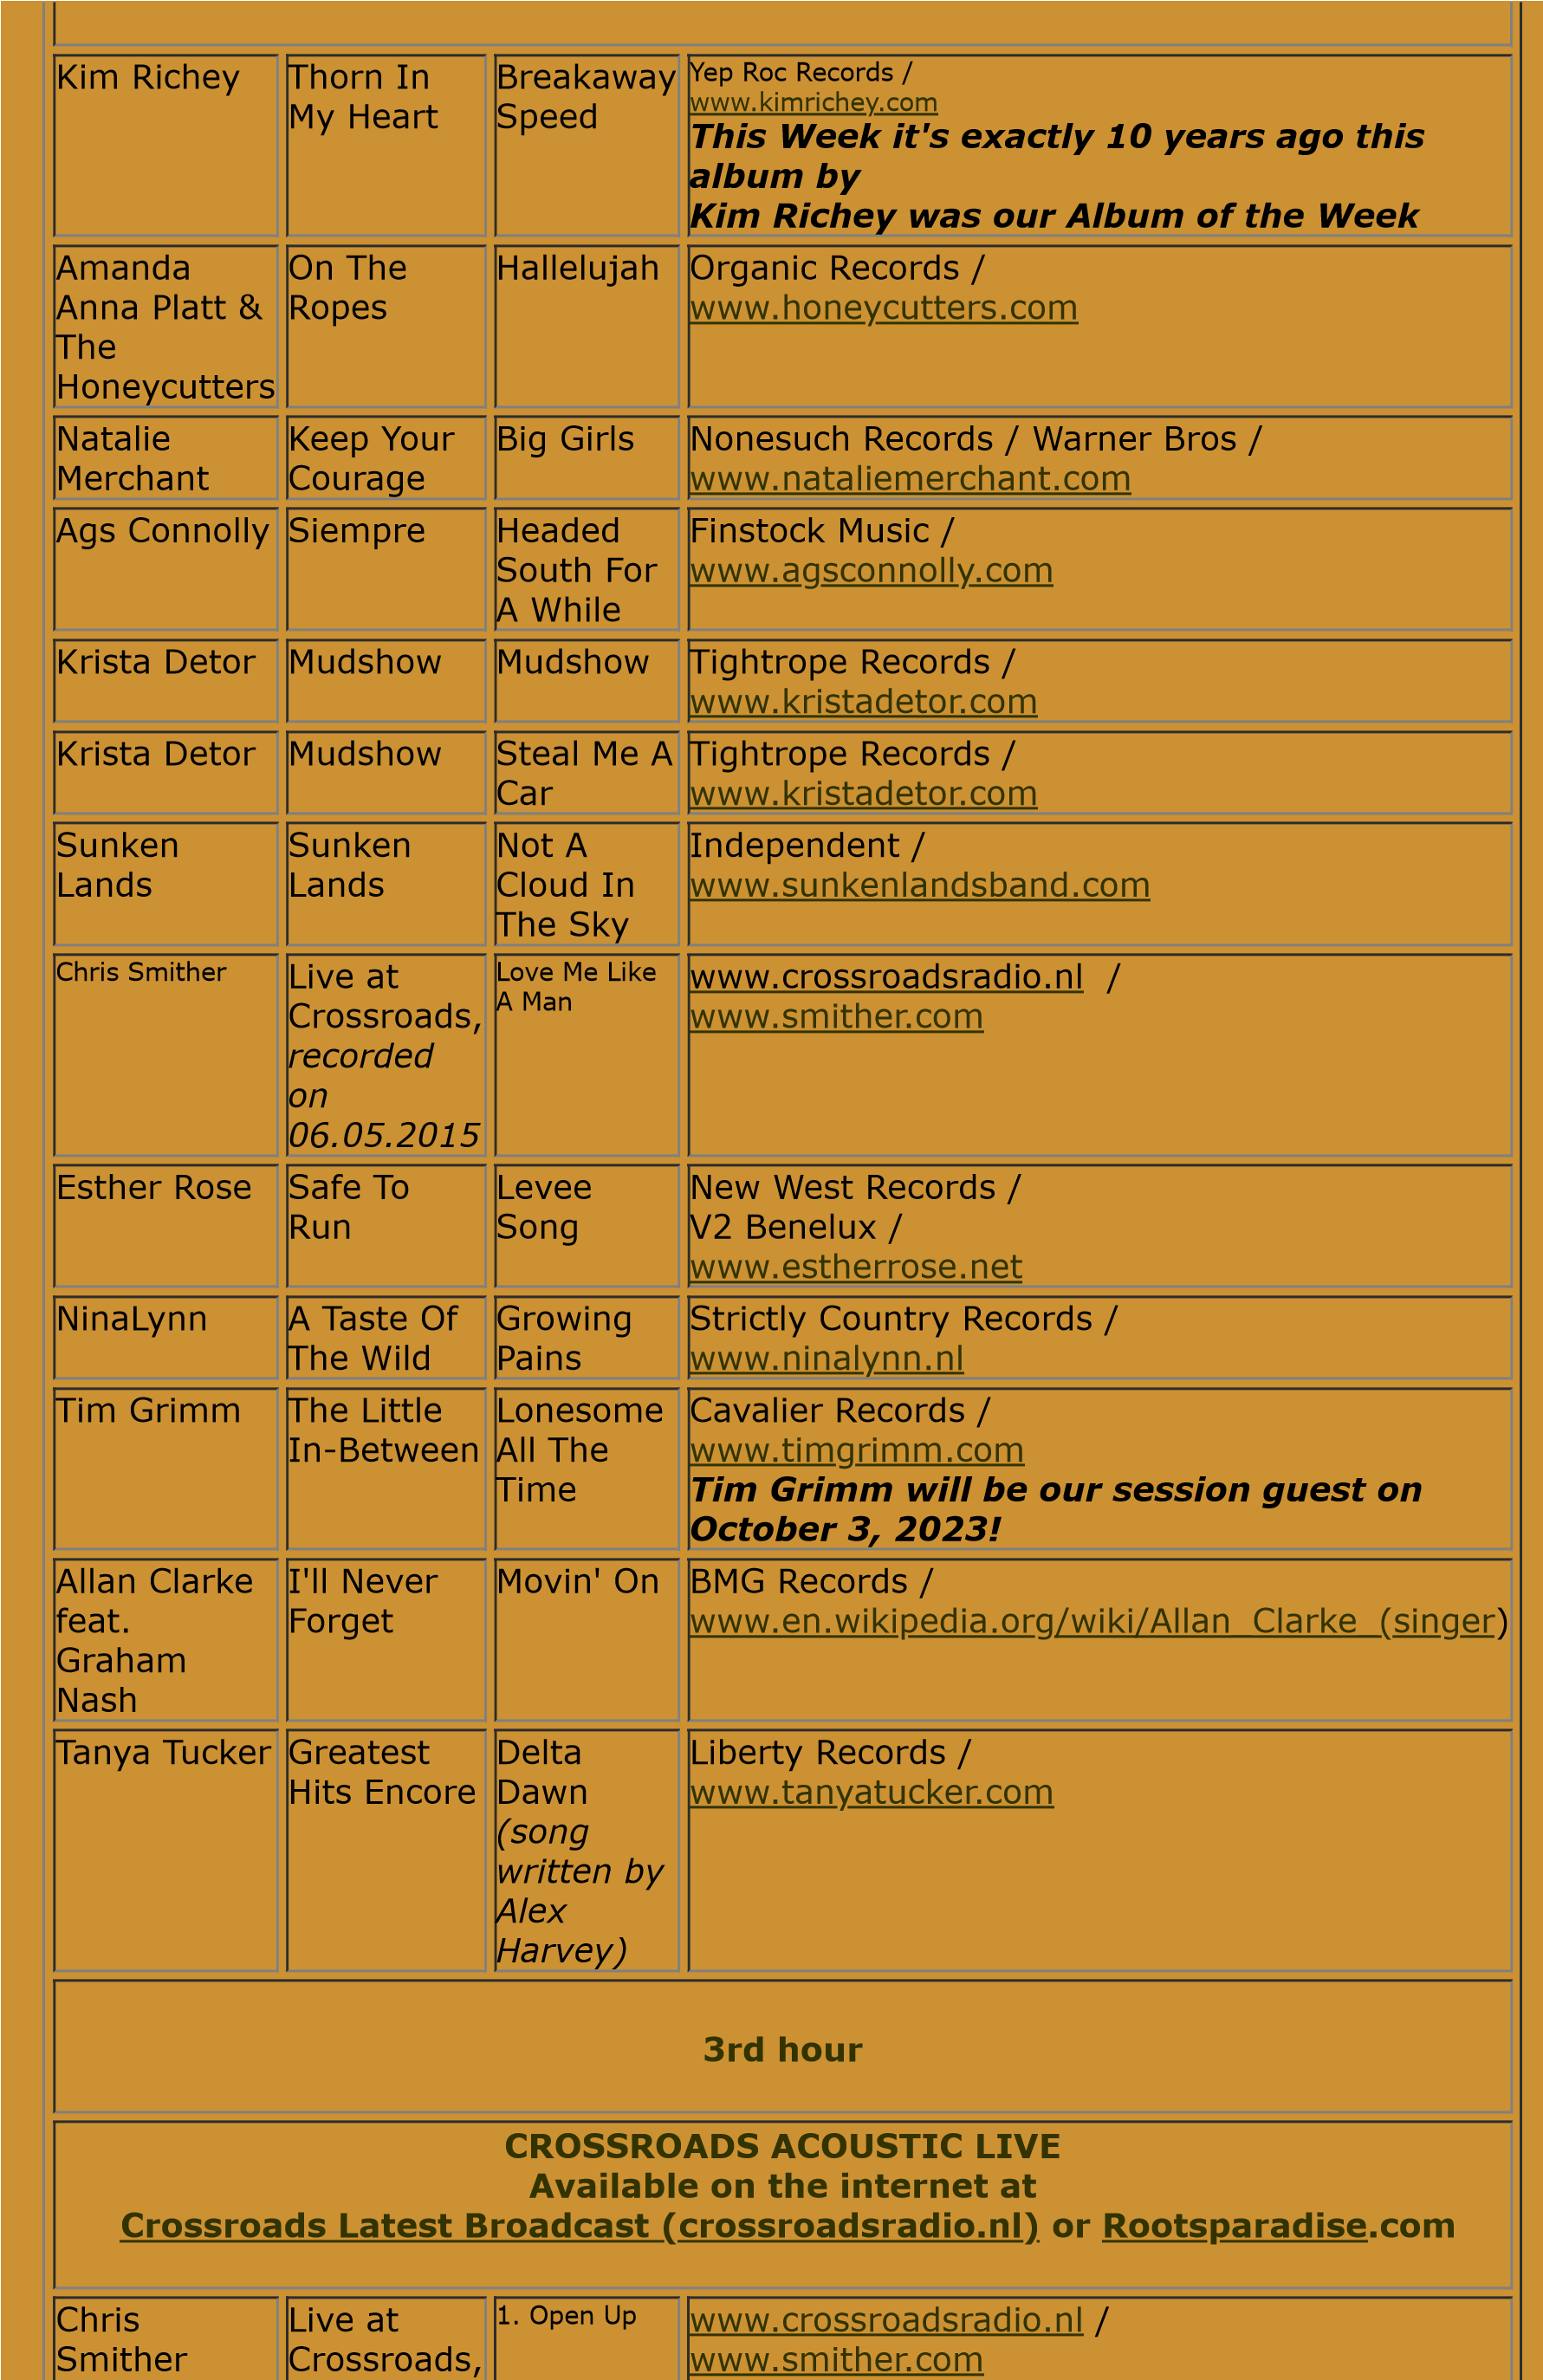 Kim Richey
Thorn In
My Heart
Breakaway
Speed
Yep Roc Records /
www.kimrichey.com
This Week it's exactly 10 years ago this
album by
Kim Richey was our Album of the Week
Amanda
Anna Platt &
The
Honeycutters
On The
Ropes
Hallelujah
Organic Records /
www.honeycutters.com
Natalie
Merchant
Keep Your
Courage
Big Girls
Nonesuch Records / Warner Bros /
www.nataliemerchant.com
Ags Connolly
Siempre
Headed
South For
A While
Finstock Music /
www.agsconnolly.com
Krista Detor
Mudshow
Mudshow
Tightrope Records /
www.kristadetor.com
Krista Detor
Mudshow
Steal Me A
Car
Tightrope Records /
www.kristadetor.com
Sunken
Lands
Sunken
Lands
Not A
Cloud In
The Sky
Independent /
www.sunkenlandsband.com
Chris Smither
Live at
Crossroads,
recorded
on
06.05.2015
Love Me Like
A Man
www.crossroadsradio.nl /
www.smither.com
Esther Rose
Safe To
Run
Levee
Song
New West Records /
V2 Benelux /
www.estherrose.net
NinaLynn
A Taste Of
The Wild
Growing
Pains
Strictly Country Records /
www.ninalynn.nl
Tim Grimm
The Little
In-Between
Lonesome
All The
Time
Cavalier Records /
www.timgrimm.com
Tim Grimm will be our session guest on
October 3, 2023!
Allan Clarke
feat.
Graham
Nash
I'll Never
Forget
Movin' On
BMG Records /
www.en.wikipedia.org/wiki/Allan_Clarke_(singer)
Tanya Tucker
Greatest
Hits Encore
Delta
Dawn
(song
written by
Alex
Harvey)
Liberty Records /
www.tanyatucker.com
3rd hour
CROSSROADS ACOUSTIC LIVE
Available on the internet at
Crossroads Latest Broadcast (crossroadsradio.nl) or Rootsparadise.com
Chris
Smither
Live at
Crossroads,
1. Open Up
www.crossroadsradio.nl /
www.smither.com